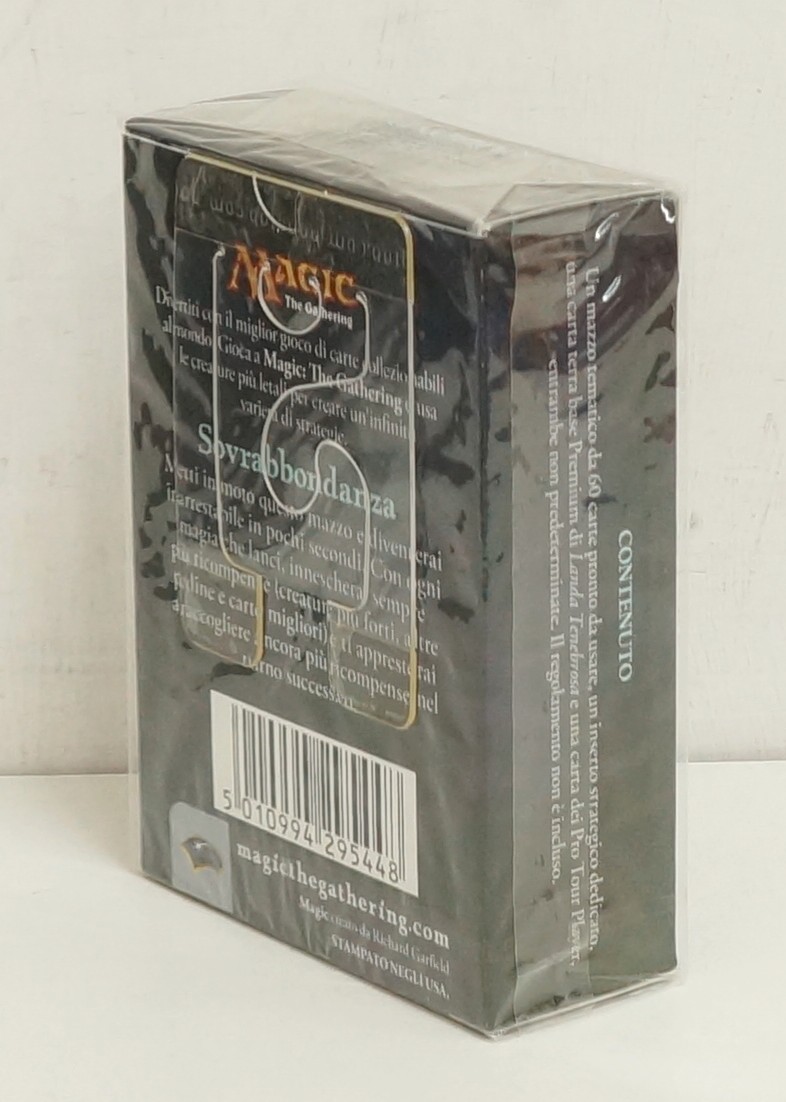 MAGIC
The Gathering
Divertiti con il miglior gioco di carte collezionabili
al mondo! Gioca a Magic: The Gathering e usa
le creature più letali per creare un'infinita
varietà di strategie.
Sovrabbondanza
Metti in moto questo mazzo e diventerai
inarrestabile in pochi secondi. Con ogni
magia che lanci, innescherai sempre
più ricompense (creature più forti, altre
pedine e carte migliori) e ti appresterai
a raccogliere ancora più ricompense nel
turno successivo.
5 010994 295448
magicthegathering.com
Magic creato da Richard Garfield
STAMPATO NEGLI USA.
CONTENUTO
Un mazzo tematico da 60 carte pronto da usare, un inserto strategico dedicato,
una carta terra base Premium di Landa Tenebrosa e una carta dei Pro Tour Player,
entrambe non predeterminate. Il regolamento non è incluso.